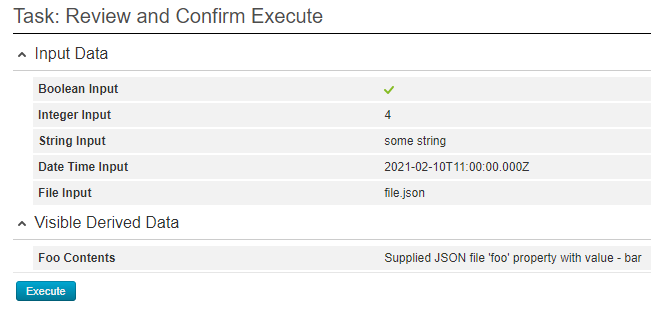 Task: Review and Confirm Execute
Input Data
Boolean Input
Integer Input 4
String Input some string
Date Time Input 2021-02-10T11:00:00.000Z
File Input file.json
Visible Derived Data
Foo Contents Supplied JSON file 'foo' property with value - bar
Execute